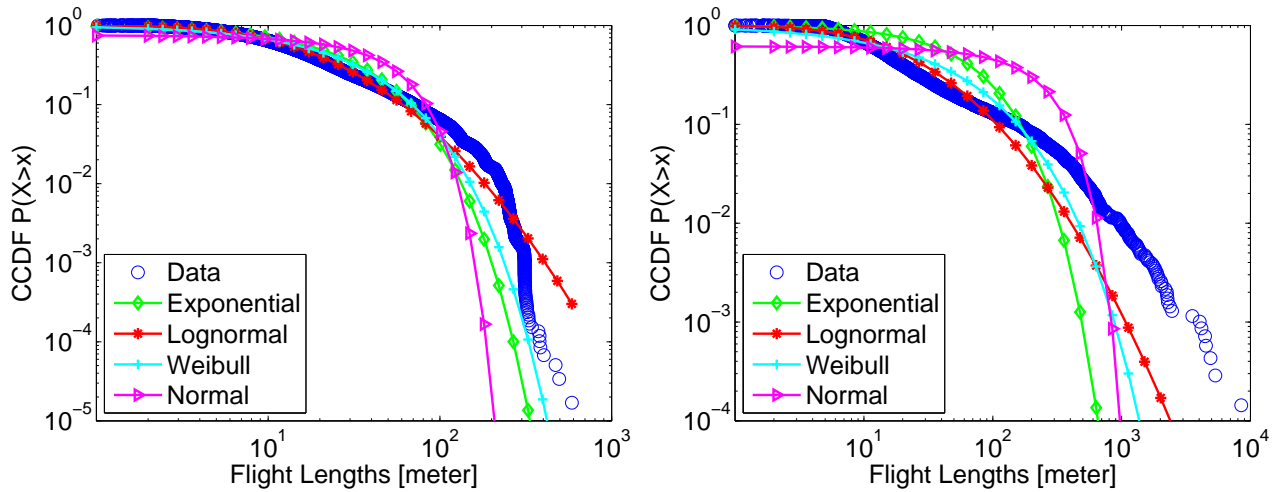 10^0
10^-1
10^-2
10^-3
10^-4
10^-5
CCDF P(X>x)
Data
Exponential
Lognormal
Weibull
Normal
10^1
10^2
10^3
Flight Lengths [meter]
10^0
10^-1
10^-2
10^-3
10^-4
CCDF P(X>x)
Data
Exponential
Lognormal
Weibull
Normal
10^1
10^2
10^3
10^4
Flight Lengths [meter]